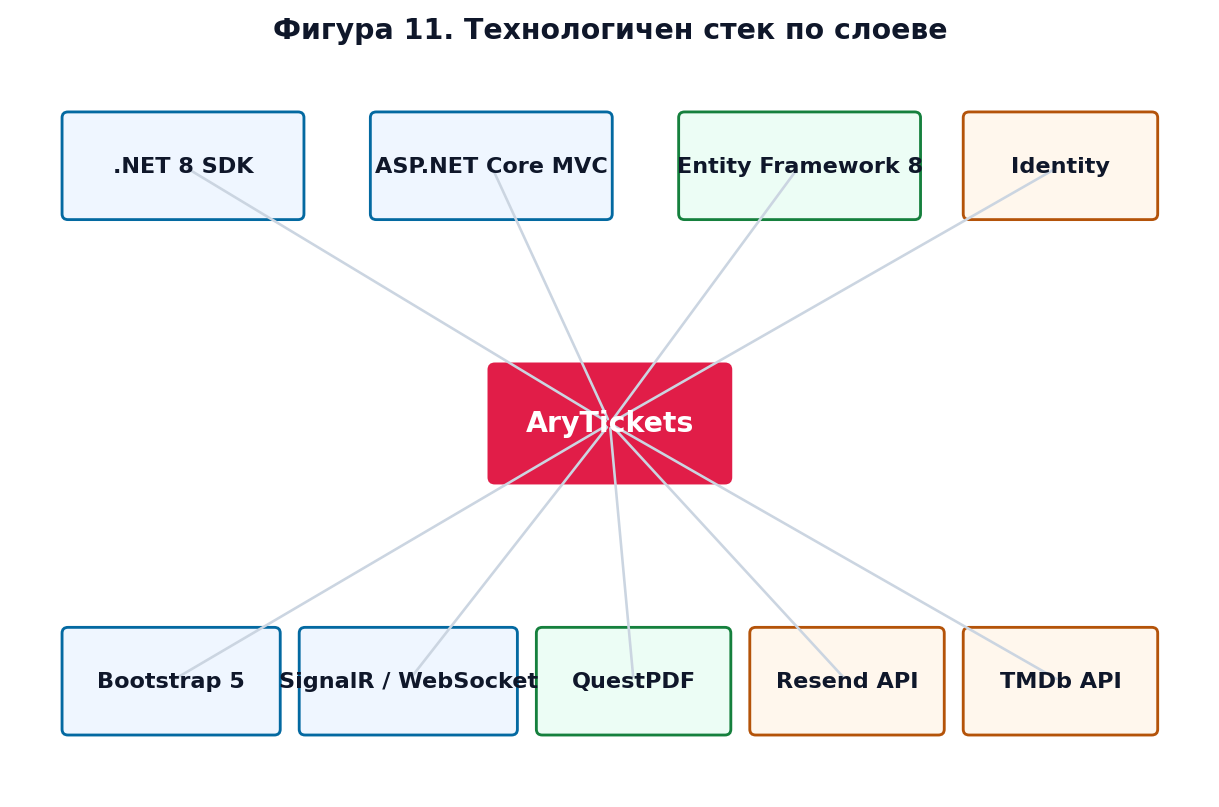 Фигура 11. Технологичен стек по слоеве
.NET 8 SDK
ASP.NET Core MVC
Entity Framework 8
Identity
AryTickets
Bootstrap 5
SignalR / WebSocket
QuestPDF
Resend API
TMDb API